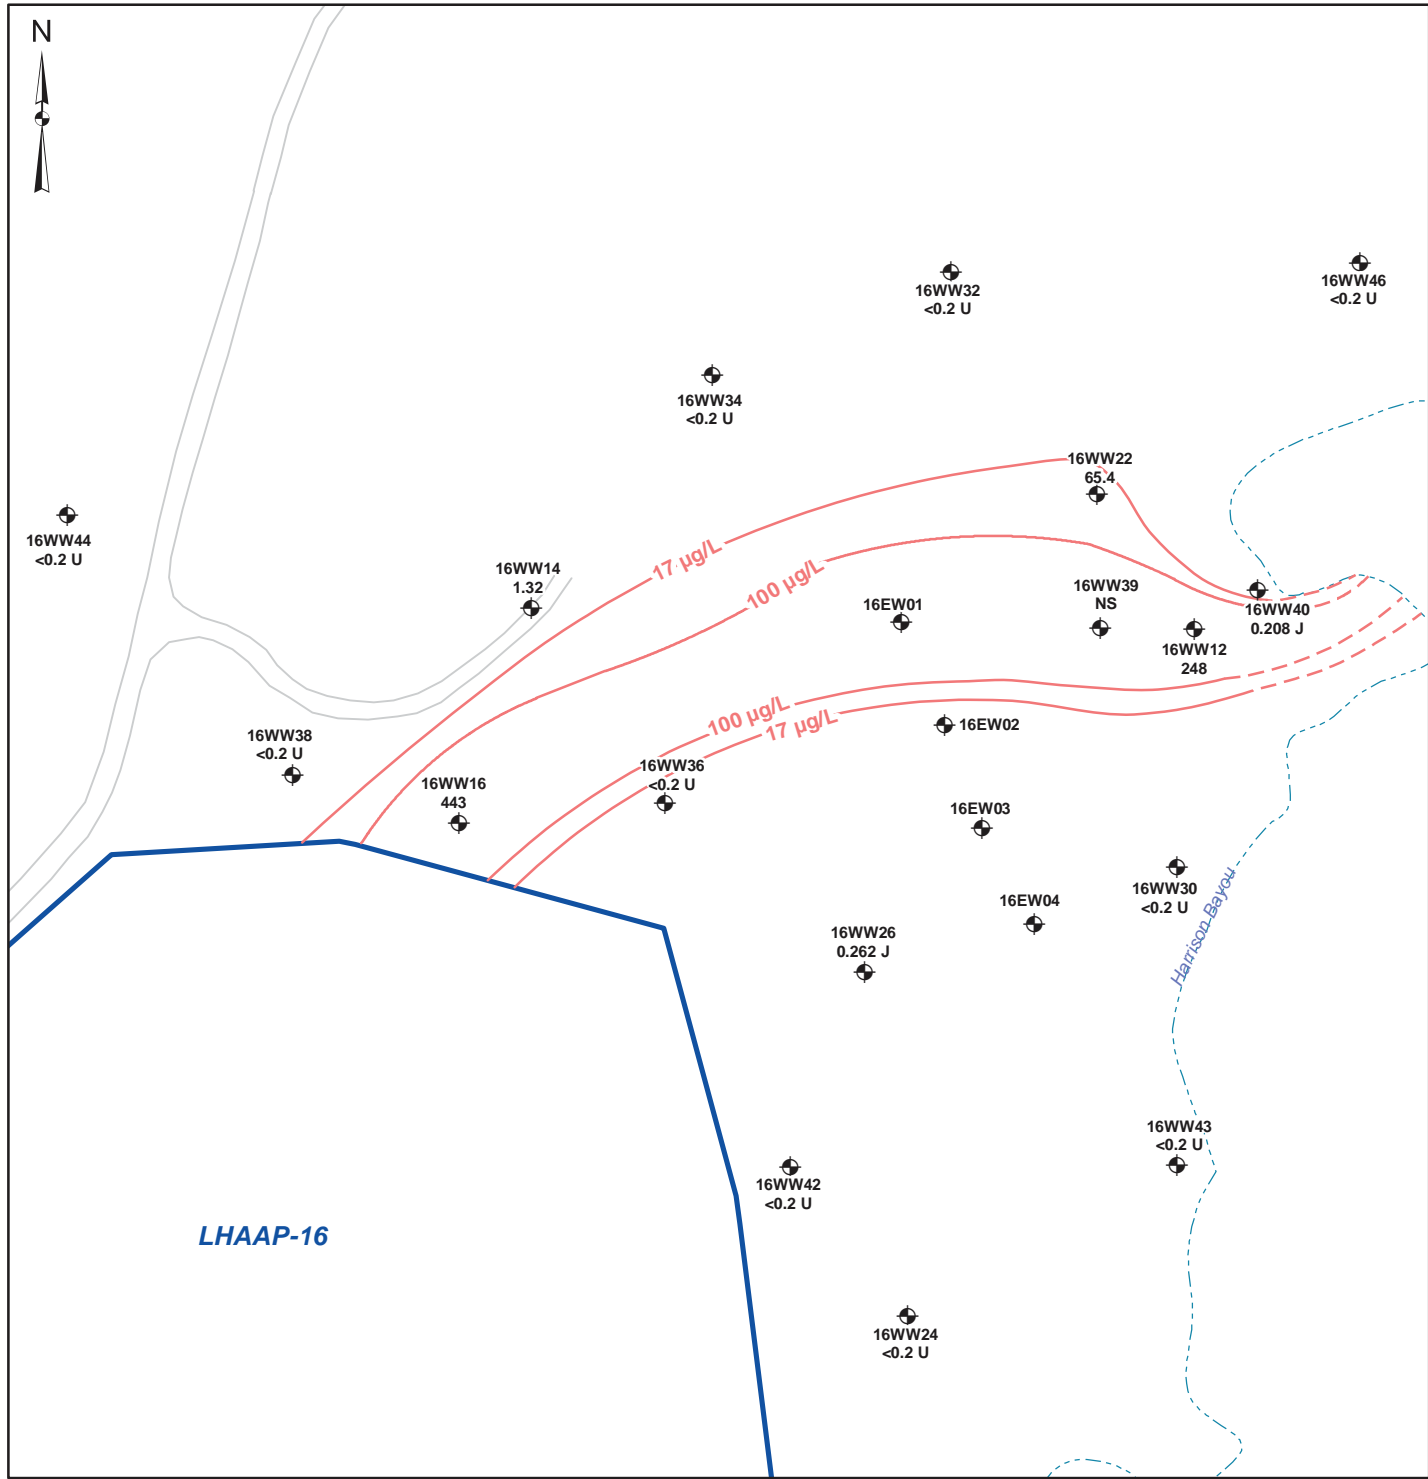 N
16WW32
<0.2 U
16WW46
<0.2 U
16WW34
<0.2 U
16WW22
65.4
16WW44
<0.2 U
17 µg/L
16WW14
1.32
100 µg/L
16WW39
NS
16EW01
16WW40
0.208 J
16WW12
248
100 µg/L
17 µg/L
16EW02
16WW38
<0.2 U
16WW36
<0.2 U
16WW16
443
16EW03
16WW30
<0.2 U
Harrison Bayou
16EW04
16WW26
0.262 J
16WW43
<0.2 U
16WW42
<0.2 U
LHAAP-16
16WW24
<0.2 U